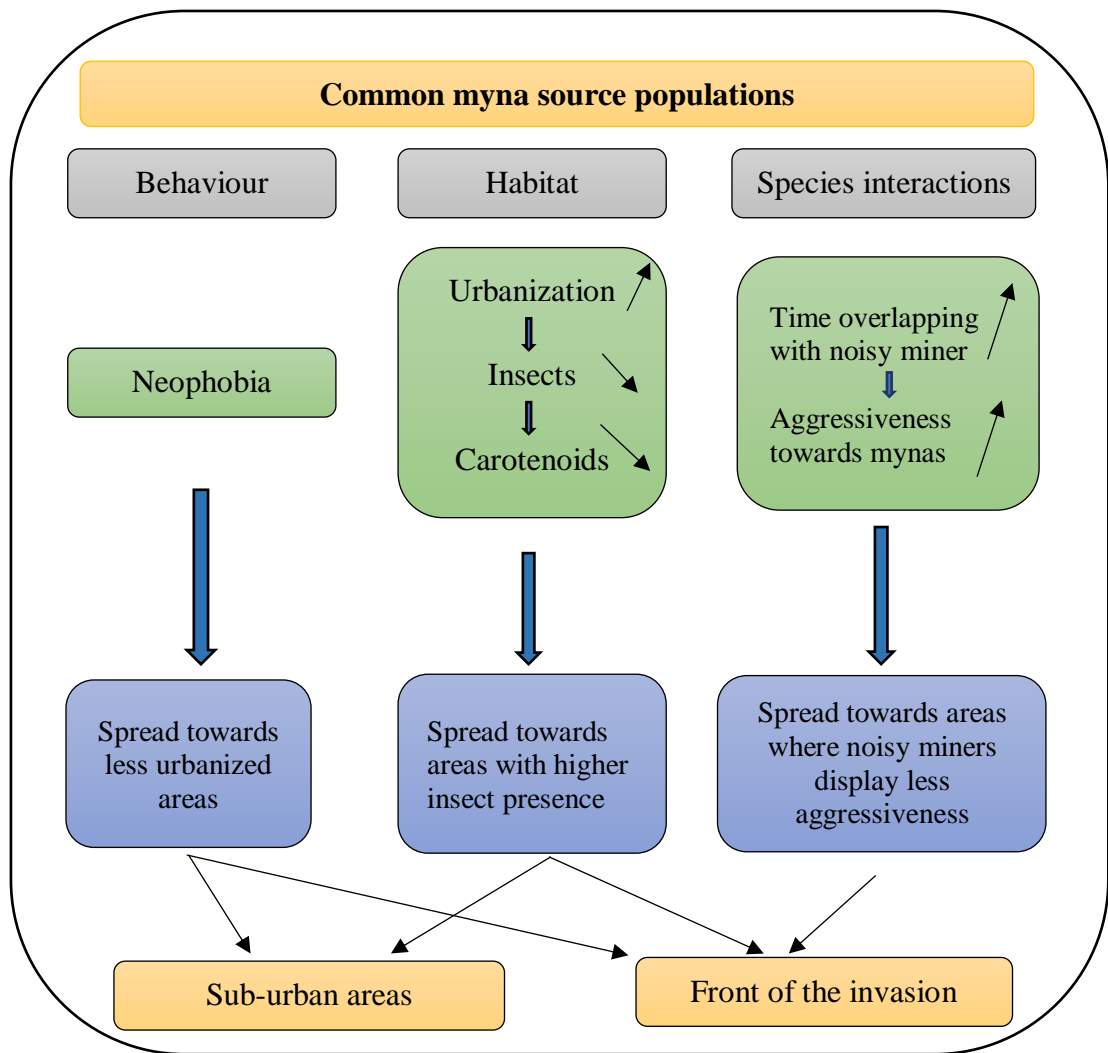 Common myna source populations
Behaviour
Habitat
Species interactions
Neophobia
Urbanization
Insects
Carotenoids
Time overlapping
with noisy miner
Aggressiveness
towards mynas
Spread towards
less urbanized
areas
Spread towards
areas with higher
insect presence
Spread towards areas
where noisy miners
display less
aggressiveness
Sub-urban areas
Front of the invasion